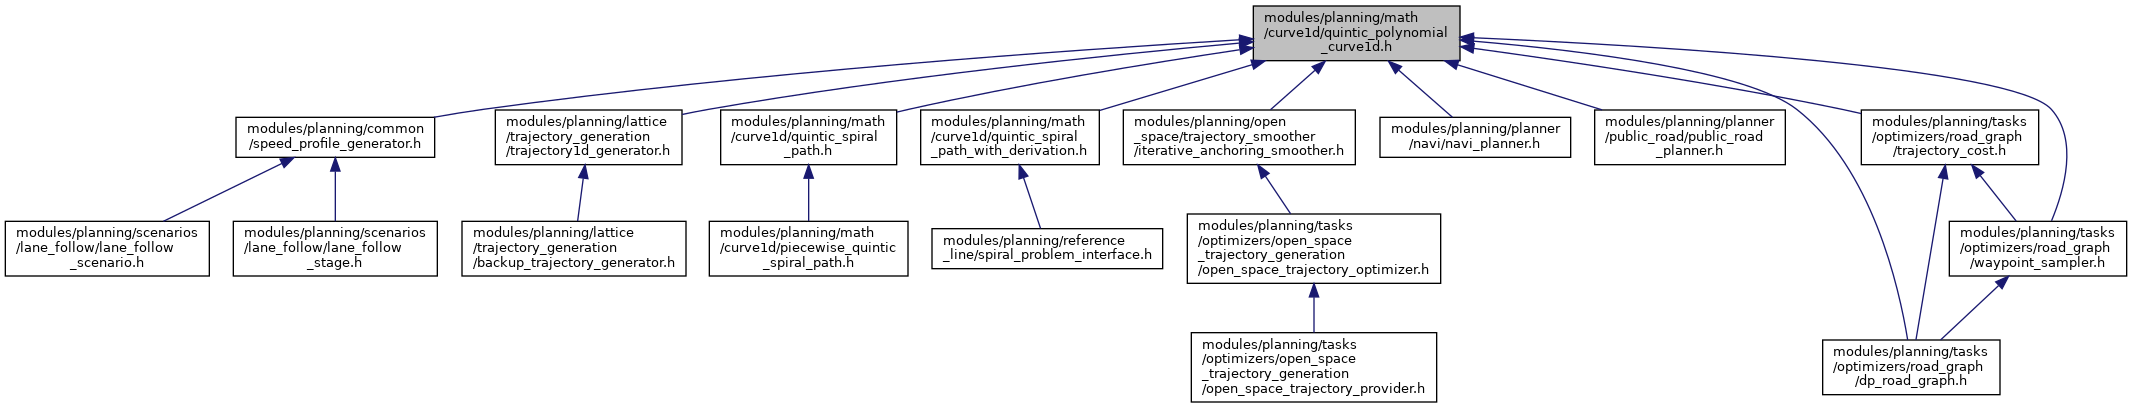 modules/planning/math
/curve1d/quintic_polynomial
_curve1d.h
modules/planning/common
/speed_profile_generator.h
modules/planning/lattice
/trajectory_generation
/trajectory1d_generator.h
modules/planning/math
/curve1d/quintic_spiral
_path.h
modules/planning/math
/curve1d/quintic_spiral
_path_with_derivation.h
modules/planning/open
_space/trajectory_smoother
/iterative_anchoring_smoother.h
modules/planning/planner
/navi/navi_planner.h
modules/planning/planner
/public_road/public_road
_planner.h
modules/planning/tasks
/optimizers/road_graph
/trajectory_cost.h
modules/planning/scenarios
/lane_follow/lane_follow
_scenario.h
modules/planning/scenarios
/lane_follow/lane_follow
_stage.h
modules/planning/lattice
/trajectory_generation
/backup_trajectory_generator.h
modules/planning/math
/curve1d/piecewise_quintic
_spiral_path.h
modules/planning/reference
_line/spiral_problem_interface.h
modules/planning/tasks
/optimizers/open_space
_trajectory_generation
/open_space_trajectory_optimizer.h
modules/planning/tasks
/optimizers/road_graph
/waypoint_sampler.h
modules/planning/tasks
/optimizers/open_space
_trajectory_generation
/open_space_trajectory_provider.h
modules/planning/tasks
/optimizers/road_graph
/dp_road_graph.h